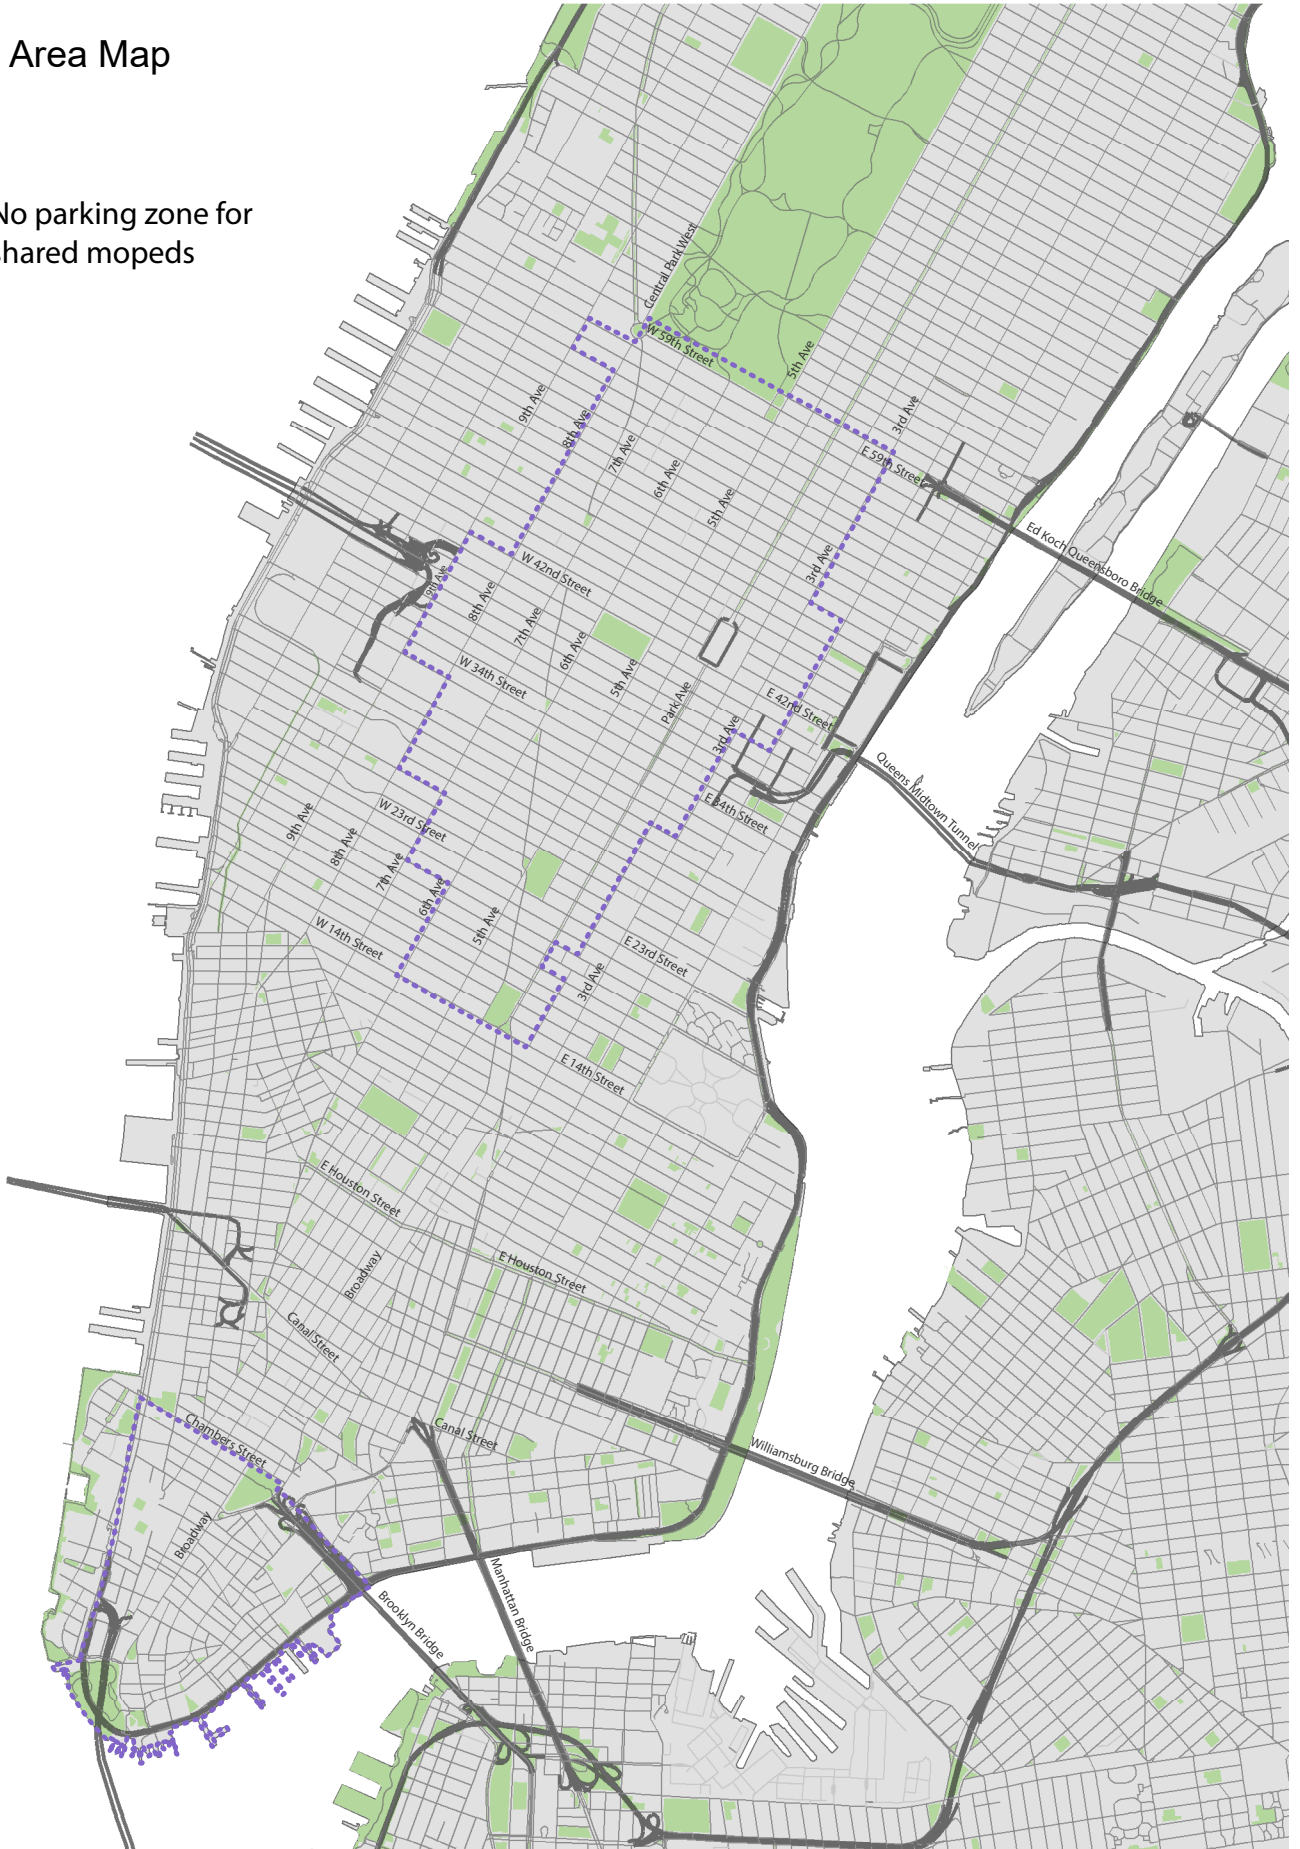 Area Map
No parking zone for
shared mopeds
Central Park West
W 59th Street
5th Ave
9th Ave
8th Ave
7th Ave
6th Ave
5th Ave
3rd Ave
E 59th Street
Ed Koch Queensboro Bridge
3rd Ave
W 42nd Street
9th Ave
8th Ave
7th Ave
6th Ave
5th Ave
Park Ave
W 34th Street
E 42nd Street
3rd Ave
Queens Midtown Tunnel
E 34th Street
W 23rd Street
9th Ave
8th Ave
7th Ave
6th Ave
5th Ave
W 14th Street
E 23rd Street
3rd Ave
E 14th Street
E Houston Street
E Houston Street
Broadway
Canal Street
Chambers Street
Canal Street
Williamsburg Bridge
Broadway
Manhattan Bridge
Brooklyn Bridge